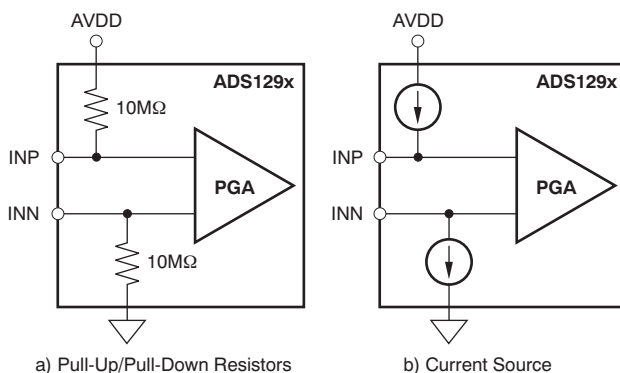 AVDD
ADS129x
10MΩ
INP
PGA
INN
10MΩ
a) Pull-Up/Pull-Down Resistors
AVDD
ADS129x
INP
PGA
INN
b) Current Source